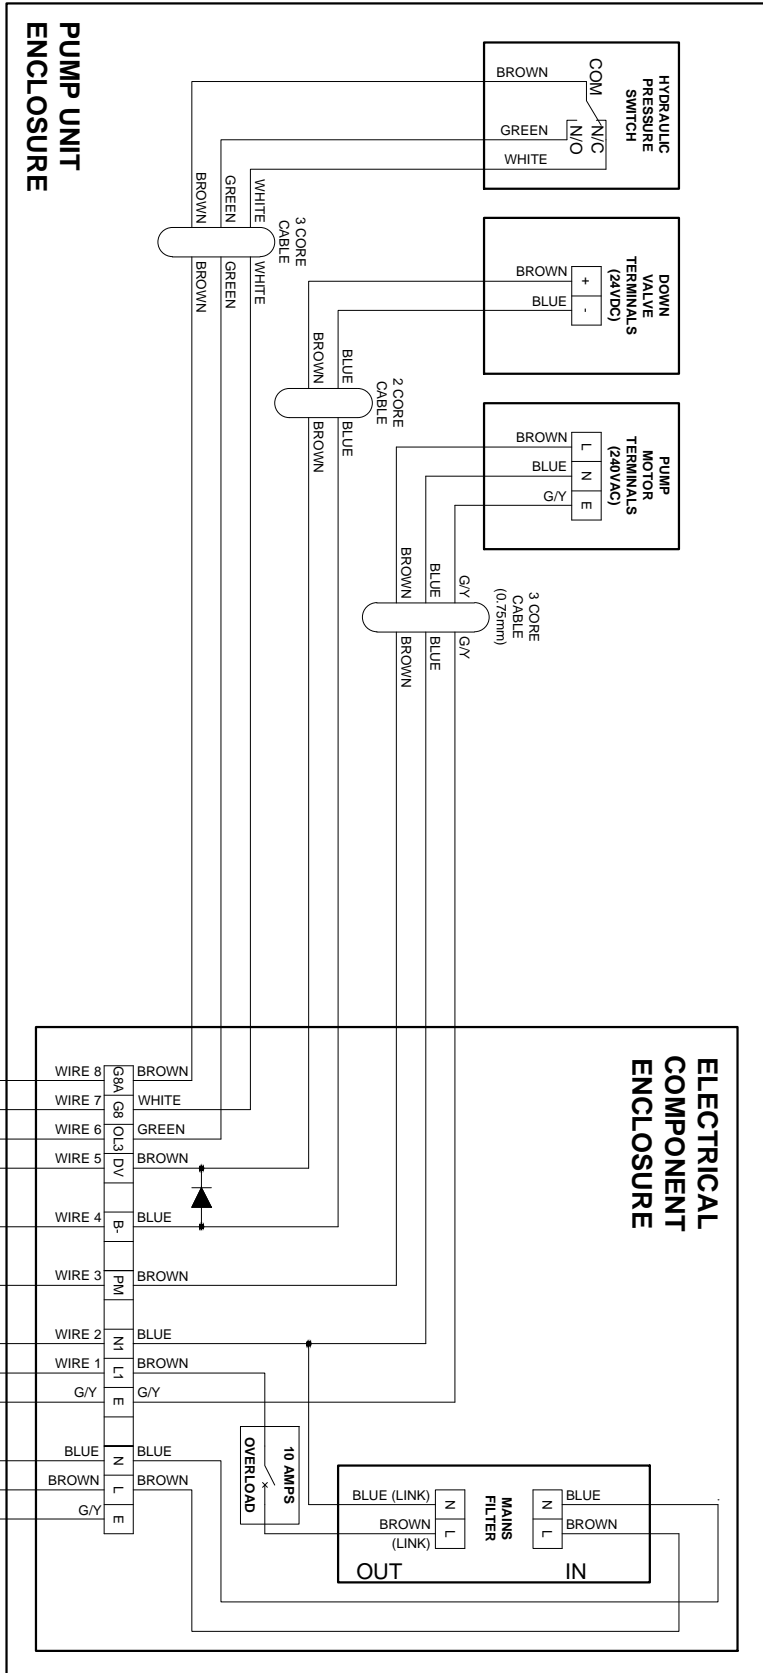 PUMP UNIT
ENCLOSURE
HYDRAULIC
PRESSURE
SWITCH
COM
N/C
N/O
BROWN
GREEN
WHITE
BROWN
GREEN
WHITE
3 CORE
CABLE
BROWN
GREEN
WHITE
DOWN
VALVE
TERMINALS
(24VDC)
BROWN +
BLUE -
BROWN
BLUE
2 CORE
CABLE
BROWN
BLUE
PUMP
MOTOR
TERMINALS
(240VAC)
BROWN L
BLUE N
G/Y E
BROWN
BLUE
G/Y
3 CORE
CABLE
(0.75mm)
BROWN
BLUE
G/Y
ELECTRICAL
COMPONENT
ENCLOSURE
WIRE 8 G8A BROWN
WIRE 7 G8 WHITE
WIRE 6 OL3 GREEN
WIRE 5 DV BROWN
WIRE 4 B- BLUE
WIRE 3 PM BROWN
WIRE 2 N1 BLUE
WIRE 1 L1 BROWN
G/Y E G/Y
BLUE N BLUE
BROWN L BROWN
G/Y E
10 AMPS
OVERLOAD
BLUE (LINK) N
BROWN L
(LINK)
MAINS
FILTER
N BLUE
L BROWN
OUT
IN